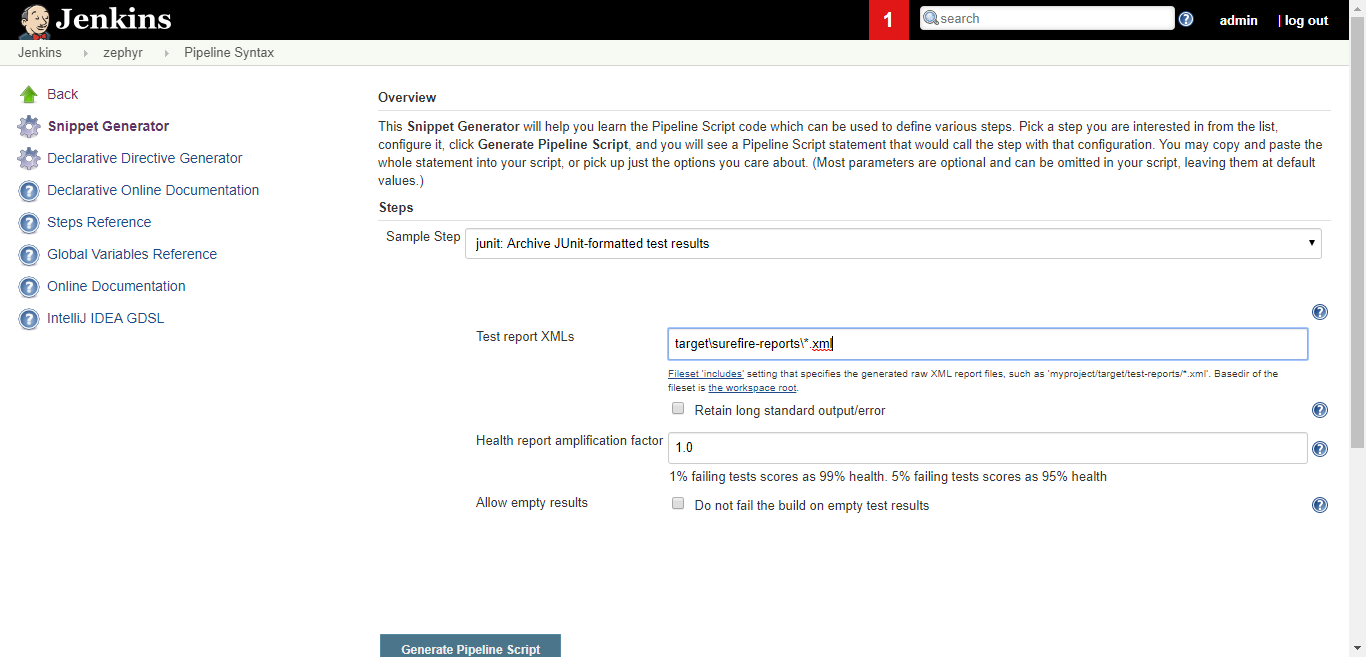 Jenkins
1
search
?
admin
| log out
Jenkins
zephyr
Pipeline Syntax
Back
Snippet Generator
Declarative Directive Generator
? Declarative Online Documentation
? Steps Reference
? Global Variables Reference
? Online Documentation
? IntelliJ IDEA GDSL
Overview
This Snippet Generator will help you learn the Pipeline Script code which can be used to define various steps. Pick a step you are interested in from the list,
configure it, click Generate Pipeline Script, and you will see a Pipeline Script statement that would call the step with that configuration. You may copy and paste the
whole statement into your script, or pick up just the options you care about. (Most parameters are optional and can be omitted in your script, leaving them at default
values.)
Steps
Sample Step
junit: Archive JUnit-formatted test results
?
Test report XMLs
target\surefire-reports\*.xml
Fileset 'includes' setting that specifies the generated raw XML report files, such as 'myproject/target/test-reports/*.xml'. Basedir of the
fileset is the workspace root.
Retain long standard output/error
?
Health report amplification factor
1.0
?
1% failing tests scores as 99% health. 5% failing tests scores as 95% health
Allow empty results
Do not fail the build on empty test results
?
Generate Pipeline Script